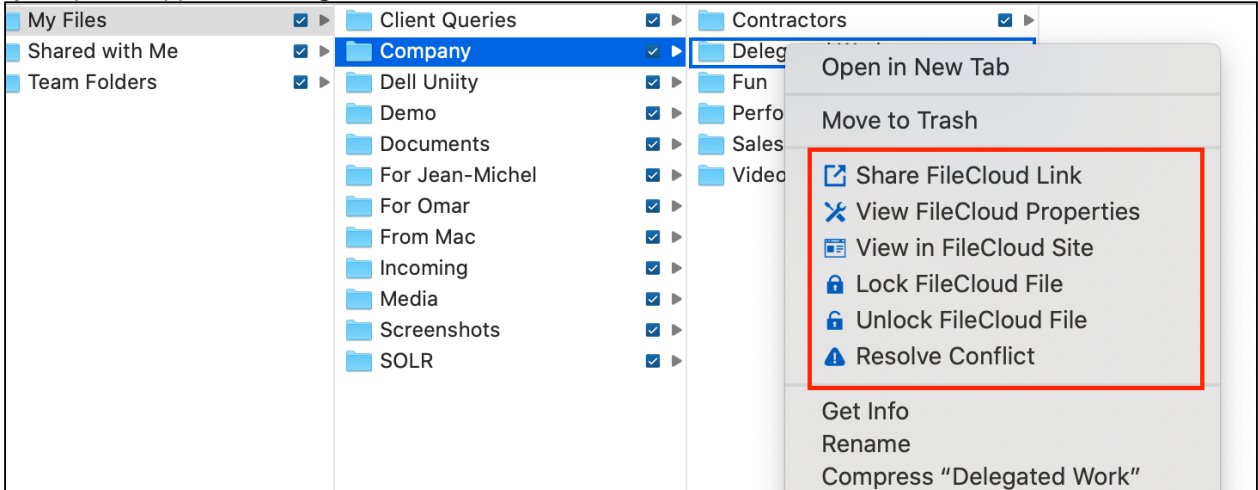 My Files
Shared with Me
Team Folders
Client Queries
Company
Dell Uniity
Demo
Documents
For Jean-Michel
For Omar
From Mac
Incoming
Media
Screenshots
SOLR
Contractors
Fun
Sales
Open in New Tab
Move to Trash
Share FileCloud Link
View FileCloud Properties
View in FileCloud Site
Lock FileCloud File
Unlock FileCloud File
Resolve Conflict
Get Info
Rename
Compress “Delegated Work”